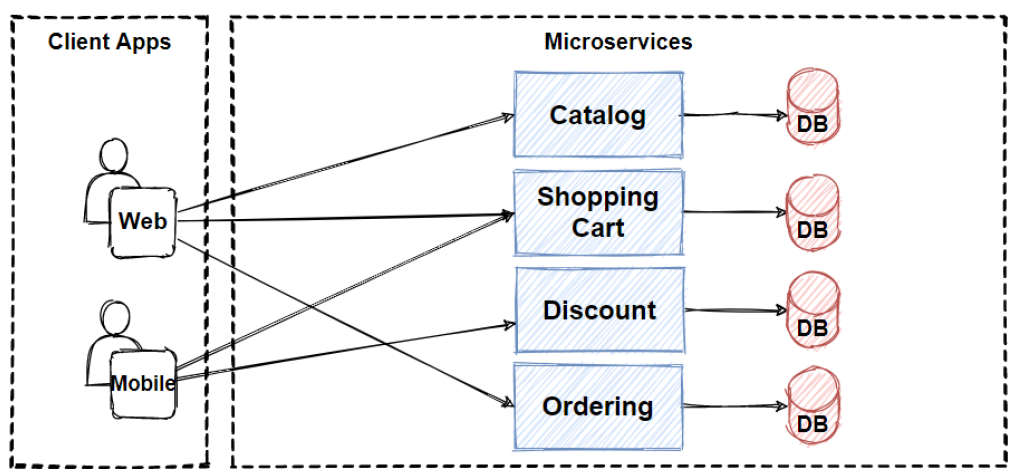 Client Apps
Microservices
Catalog
DB
Web
Shopping
Cart
DB
Discount
DB
Mobile
Ordering
DB